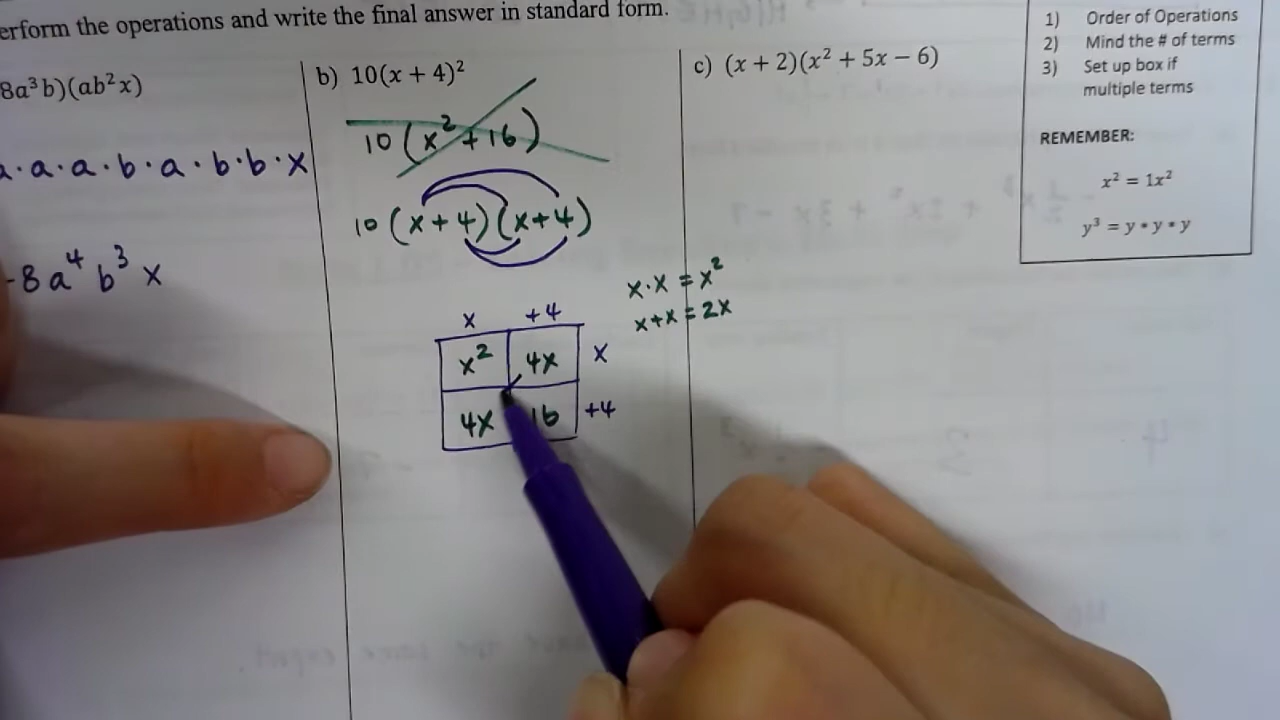 erform the operations and write the final answer in standard form.
8a³b)(ab²x)
a·a·a·b·a·b·b·x
-8a⁴b³x
b) 10(x + 4)²
10(x²+16)
10(x+4)(x+4)
x·x = x²
x+x = 2x
x +4
x² 4x x
4x 16 +4
c) (x + 2)(x² + 5x − 6)
1) Order of Operations
2) Mind the # of terms
3) Set up box if
multiple terms
REMEMBER:
x² = 1x²
y³ = y • y • y